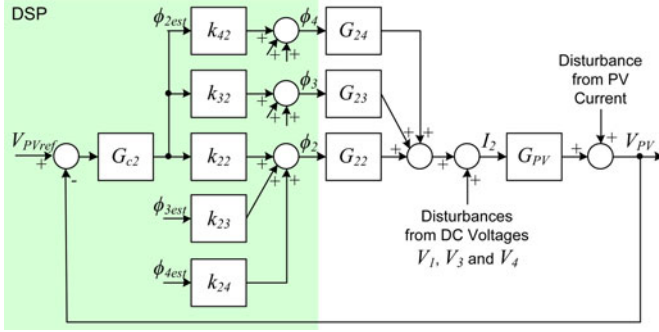 DSP
ϕ2est
k42
+
+
+
ϕ4
G24
k32
+
+
+
ϕ3
G23
Disturbance
from PV
Current
VPVref
+
-
Gc2
k22
+
+
+
ϕ2
G22
+
+
+
+
+
I2
GPV
+
+
VPV
ϕ3est
k23
Disturbances
from DC Voltages
V1, V3 and V4
ϕ4est
k24